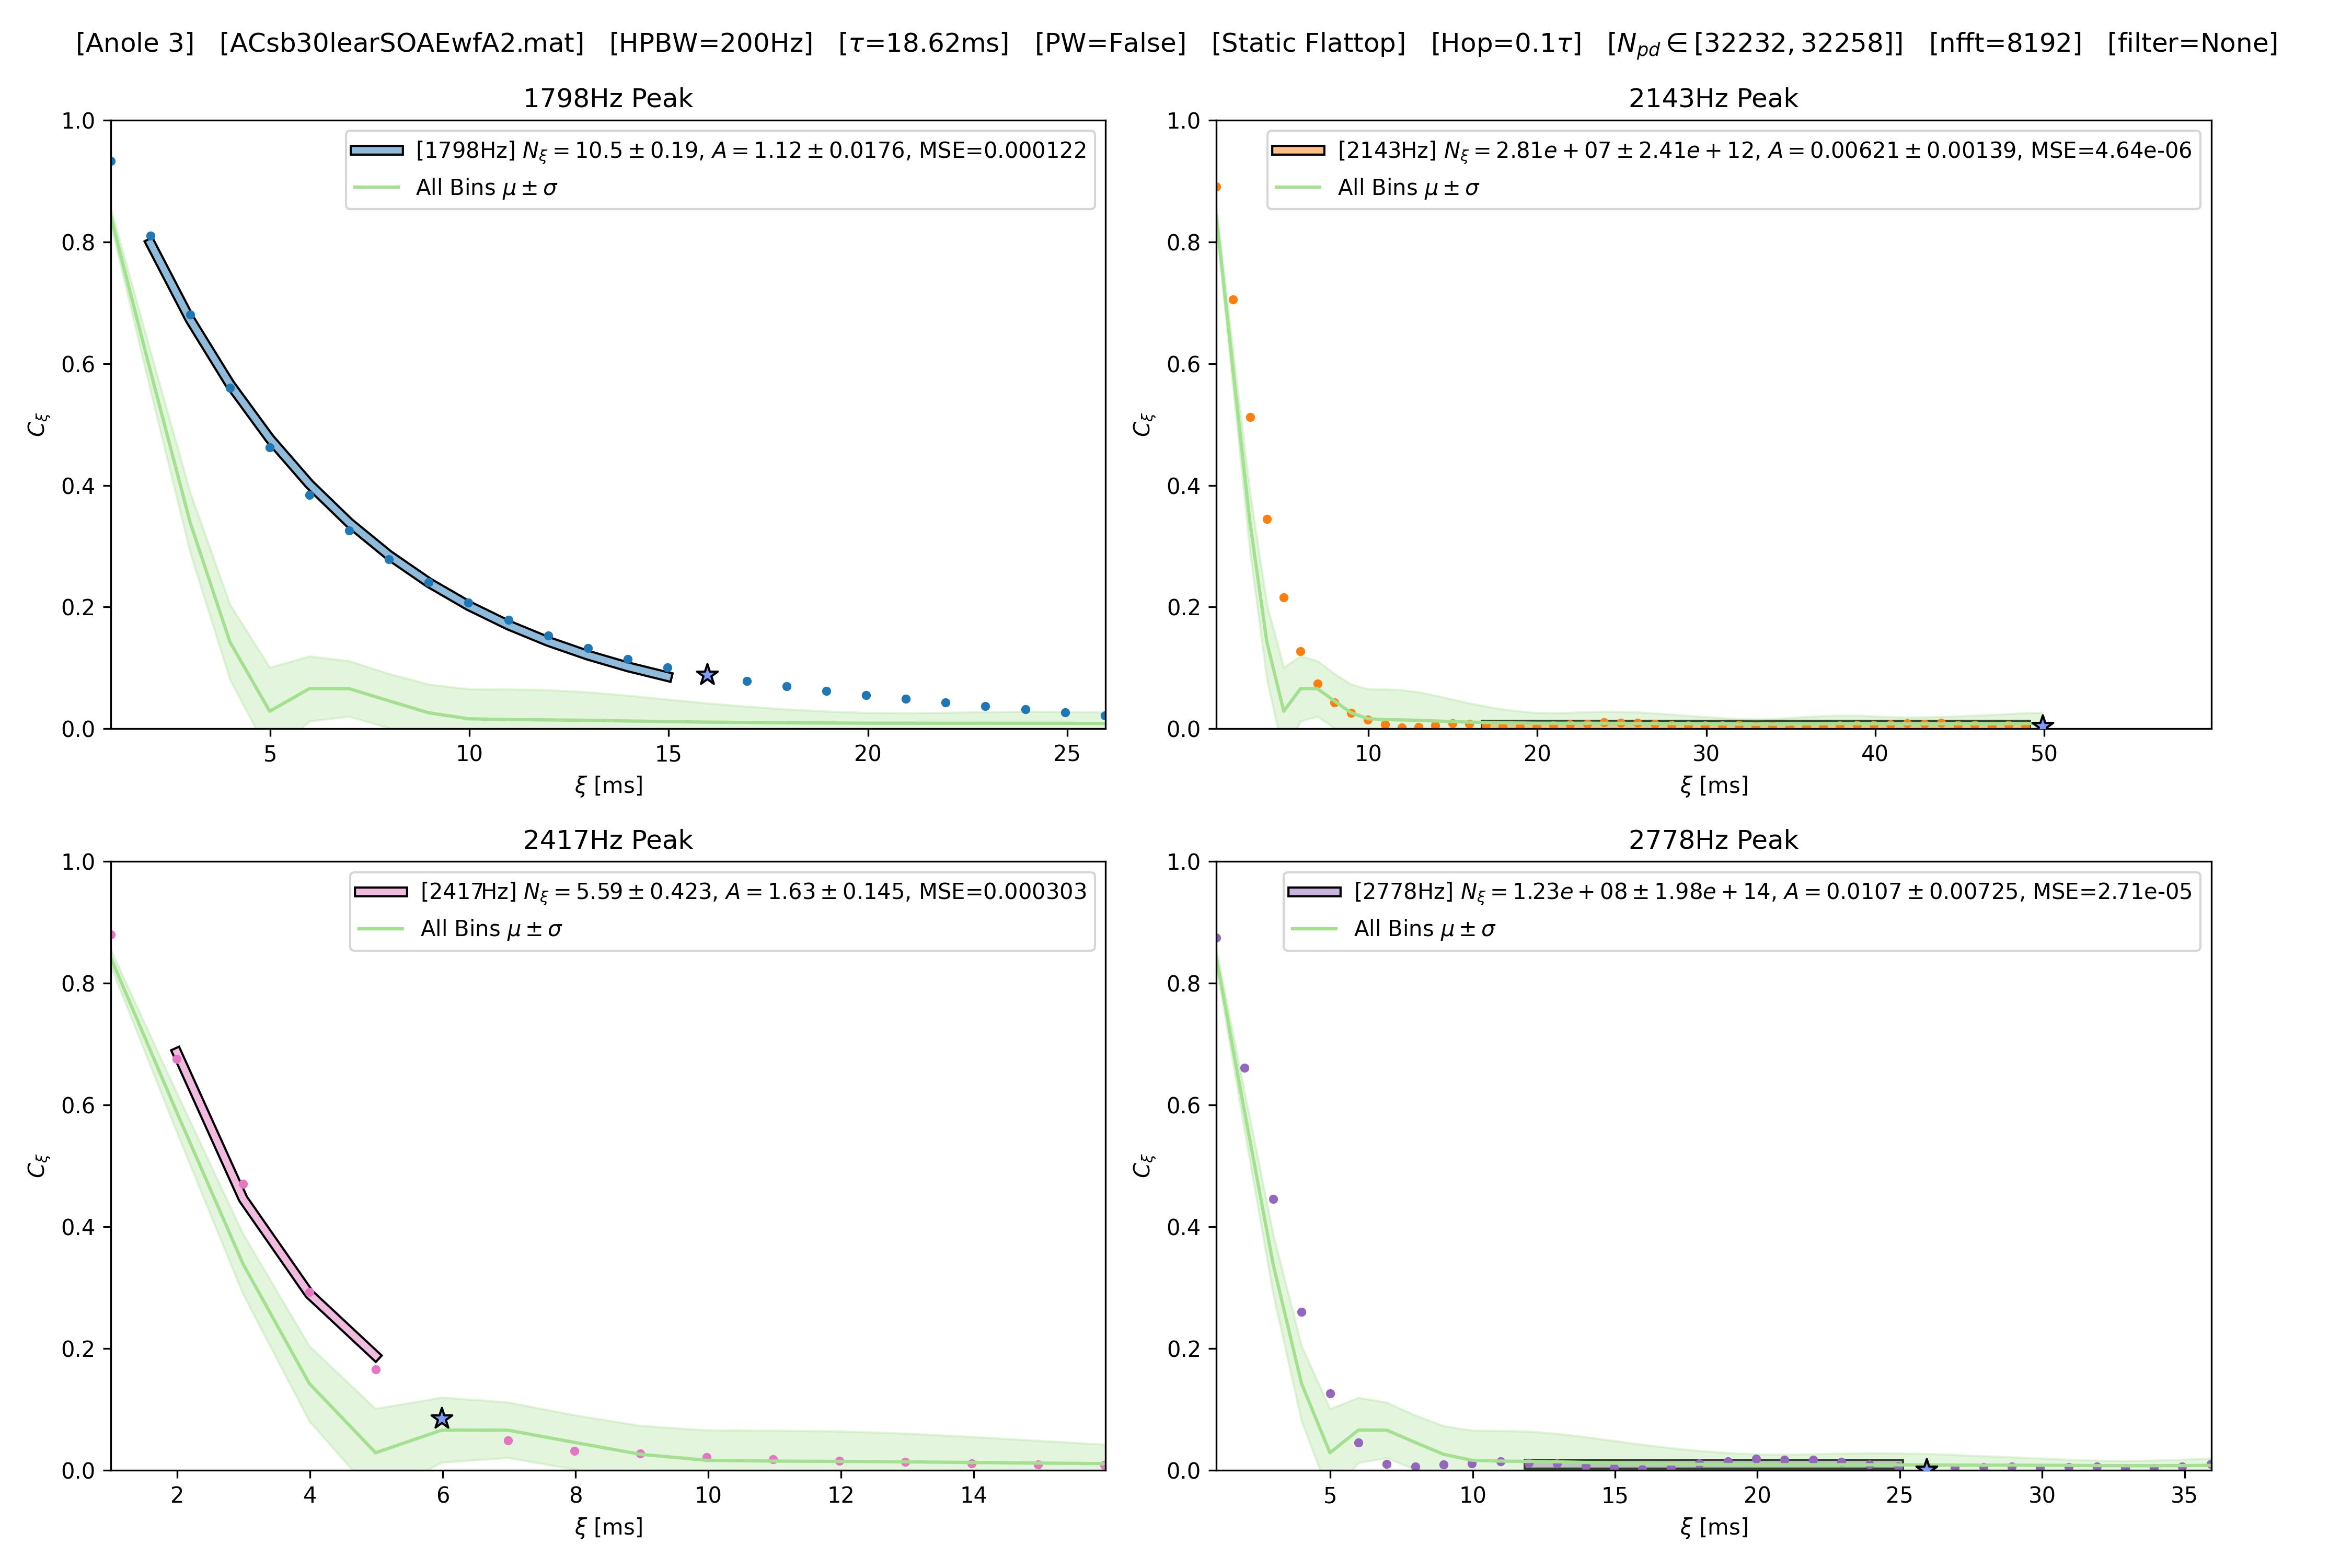 [Anole 3] [ACsb30learSOAEwfA2.mat] [HPBW=200Hz] [τ=18.62ms] [PW=False] [Static Flattop] [Hop=0.1τ] [N_pd ∈ [32232, 32258]] [nfft=8192] [filter=None]
1798Hz Peak
[1798Hz] N_ξ = 10.5 ± 0.19, A = 1.12 ± 0.0176, MSE=0.000122
All Bins μ ± σ
C_ξ
1.0
0.8
0.6
0.4
0.2
0.0
5 10 15 20 25
ξ [ms]
2143Hz Peak
[2143Hz] N_ξ = 2.81e + 07 ± 2.41e + 12, A = 0.00621 ± 0.00139, MSE=4.64e-06
All Bins μ ± σ
C_ξ
1.0
0.8
0.6
0.4
0.2
0.0
10 20 30 40 50
ξ [ms]
2417Hz Peak
[2417Hz] N_ξ = 5.59 ± 0.423, A = 1.63 ± 0.145, MSE=0.000303
All Bins μ ± σ
C_ξ
1.0
0.8
0.6
0.4
0.2
0.0
2 4 6 8 10 12 14
ξ [ms]
2778Hz Peak
[2778Hz] N_ξ = 1.23e + 08 ± 1.98e + 14, A = 0.0107 ± 0.00725, MSE=2.71e-05
All Bins μ ± σ
C_ξ
1.0
0.8
0.6
0.4
0.2
0.0
5 10 15 20 25 30 35
ξ [ms]